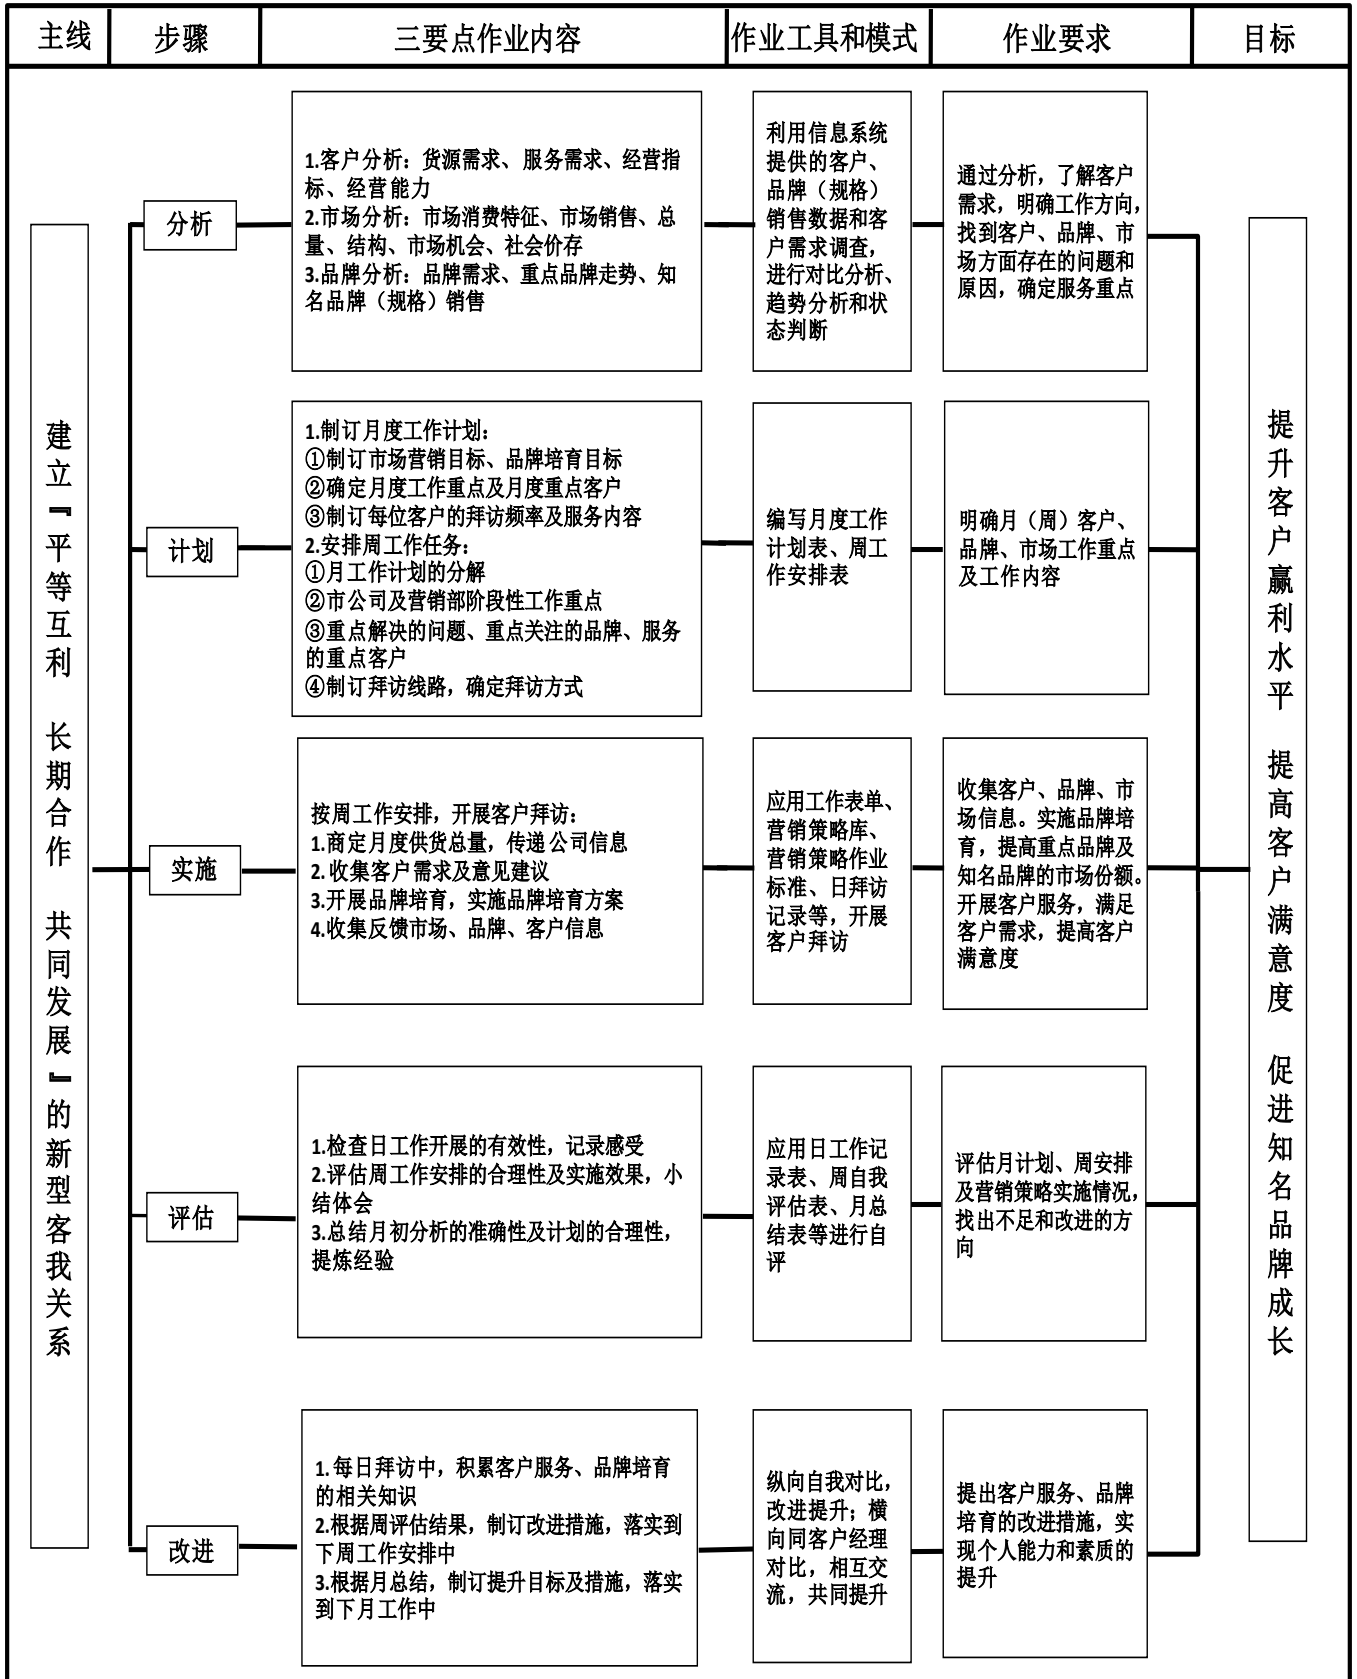 主线 步骤 三要点作业内容 作业工具和模式 作业要求 目标
建立『平等互利 长期合作 共同发展』的新型客我关系
分析
1.客户分析：货源需求、服务需求、经营指
标、经营能力
2.市场分析：市场消费特征、市场销售、总
量、结构、市场机会、社会价存
3.品牌分析：品牌需求、重点品牌走势、知
名品牌（规格）销售
利用信息系统
提供的客户、
品牌（规格）
销售数据和客
户需求调查，
进行对比分析、
趋势分析和状
态判断
通过分析，了解客户
需求，明确工作方向，
找到客户、品牌、市
场方面存在的问题和
原因，确定服务重点
计划
1.制订月度工作计划：
①制订市场营销目标、品牌培育目标
②确定月度工作重点及月度重点客户
③制订每位客户的拜访频率及服务内容
2.安排周工作任务：
①月工作计划的分解
②市公司及营销部阶段性工作重点
③重点解决的问题、重点关注的品牌、服务
的重点客户
④制订拜访线路，确定拜访方式
编写月度工作
计划表、周工
作安排表
明确月（周）客户、
品牌、市场工作重点
及工作内容
实施
按周工作安排，开展客户拜访：
1.商定月度供货总量，传递公司信息
2.收集客户需求及意见建议
3.开展品牌培育，实施品牌培育方案
4.收集反馈市场、品牌、客户信息
应用工作表单、
营销策略库、
营销策略作业
标准、日拜访
记录等，开展
客户拜访
收集客户、品牌、市
场信息。实施品牌培
育，提高重点品牌及
知名品牌的市场份额。
开展客户服务，满足
客户需求，提高客户
满意度
评估
1.检查日工作开展的有效性，记录感受
2.评估周工作安排的合理性及实施效果，小
结体会
3.总结月初分析的准确性及计划的合理性，
提炼经验
应用日工作记
录表、周自我
评估表、月总
结表等进行自
评
评估月计划、周安排
及营销策略实施情况，
找出不足和改进的方
向
改进
1.每日拜访中，积累客户服务、品牌培育
的相关知识
2.根据周评估结果，制订改进措施，落实到
下周工作安排中
3.根据月总结，制订提升目标及措施，落实
到下月工作中
纵向自我对比，
改进提升；横
向同客户经理
对比，相互交
流，共同提升
提出客户服务、品牌
培育的改进措施，实
现个人能力和素质的
提升
提升客户赢利水平 提高客户满意度 促进知名品牌成长